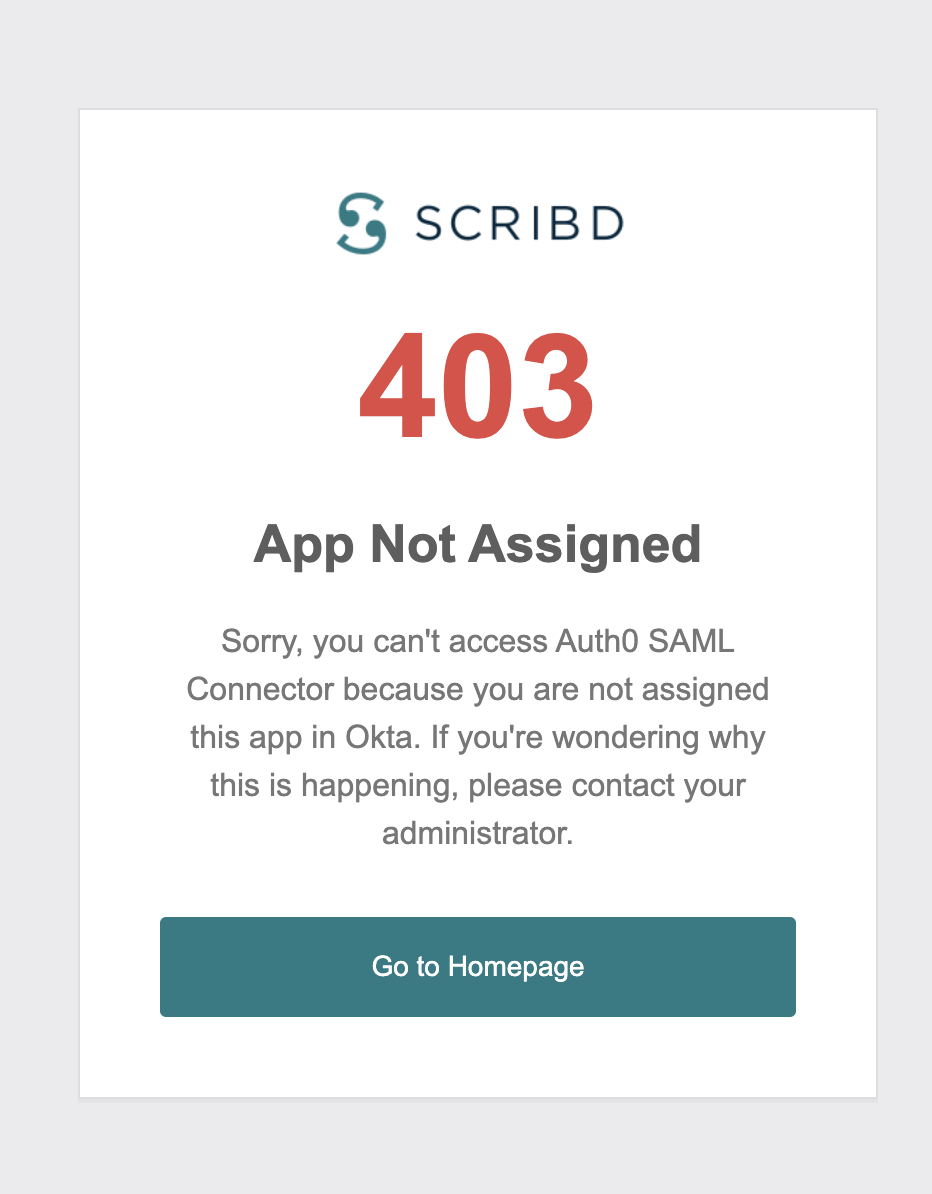 SCRIBD
403
App Not Assigned
Sorry, you can't access Auth0 SAML
Connector because you are not assigned
this app in Okta. If you're wondering why
this is happening, please contact your
administrator.
Go to Homepage